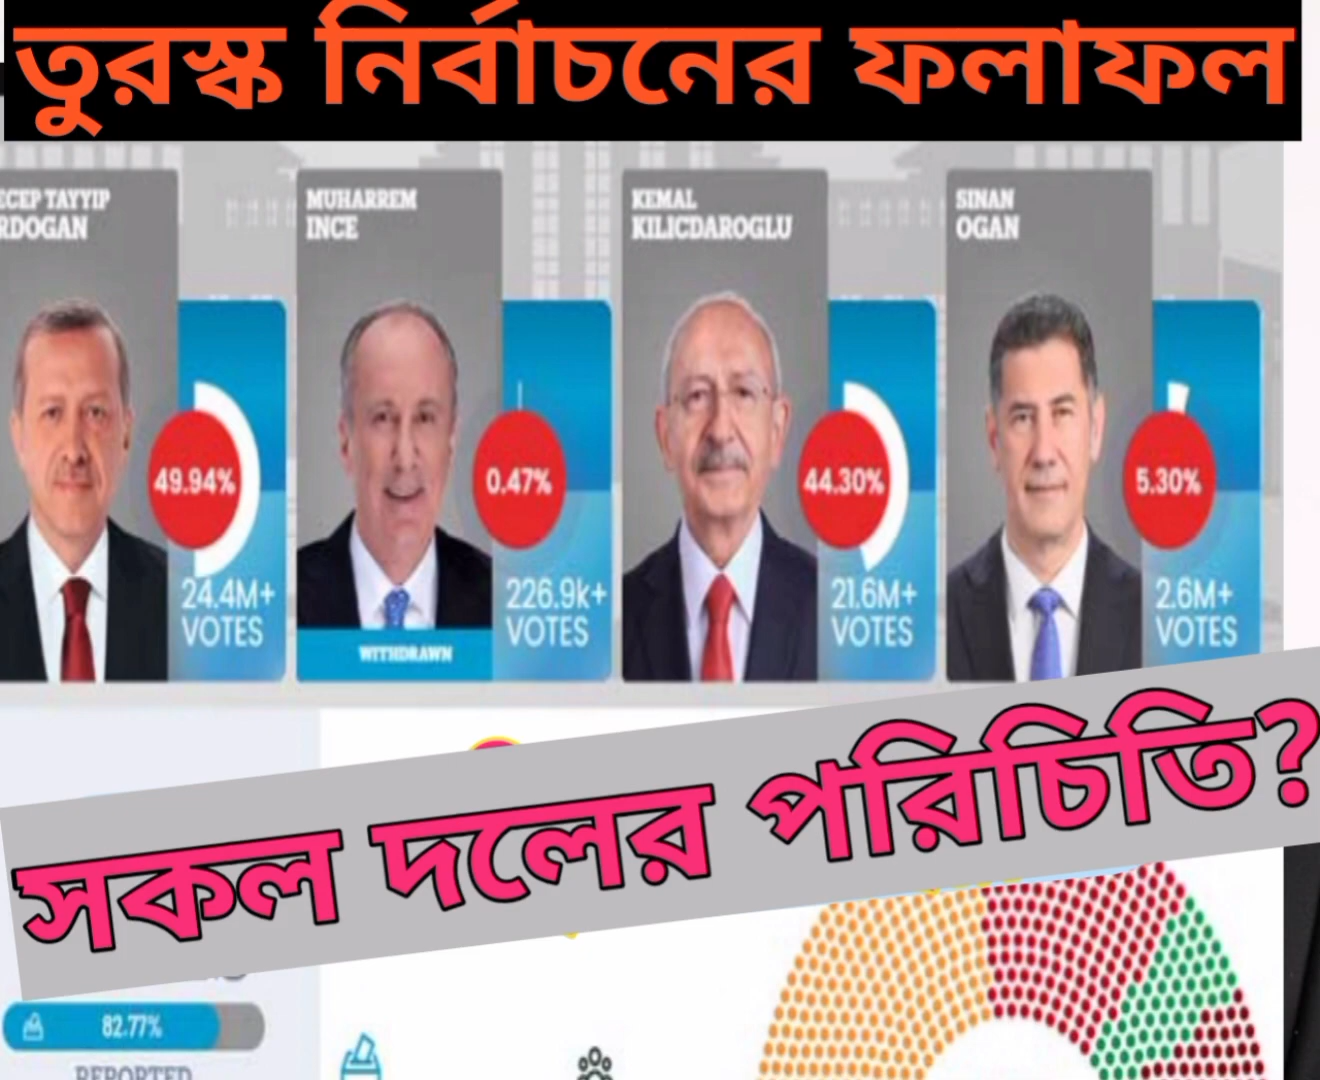 তুরস্ক নির্বাচনের ফলাফল
ECEP TAYYIP
RDOGAN
49.94%
24.4M+
VOTES
MUHARREM
INCE
0.47%
226.9k+
VOTES
WITHDRAWN
KEMAL
KILICDAROGLU
44.30%
21.6M+
VOTES
SINAN
OGAN
5.30%
2.6M+
VOTES
সকল দলের পরিচিতি?
82.77%
REPORTED